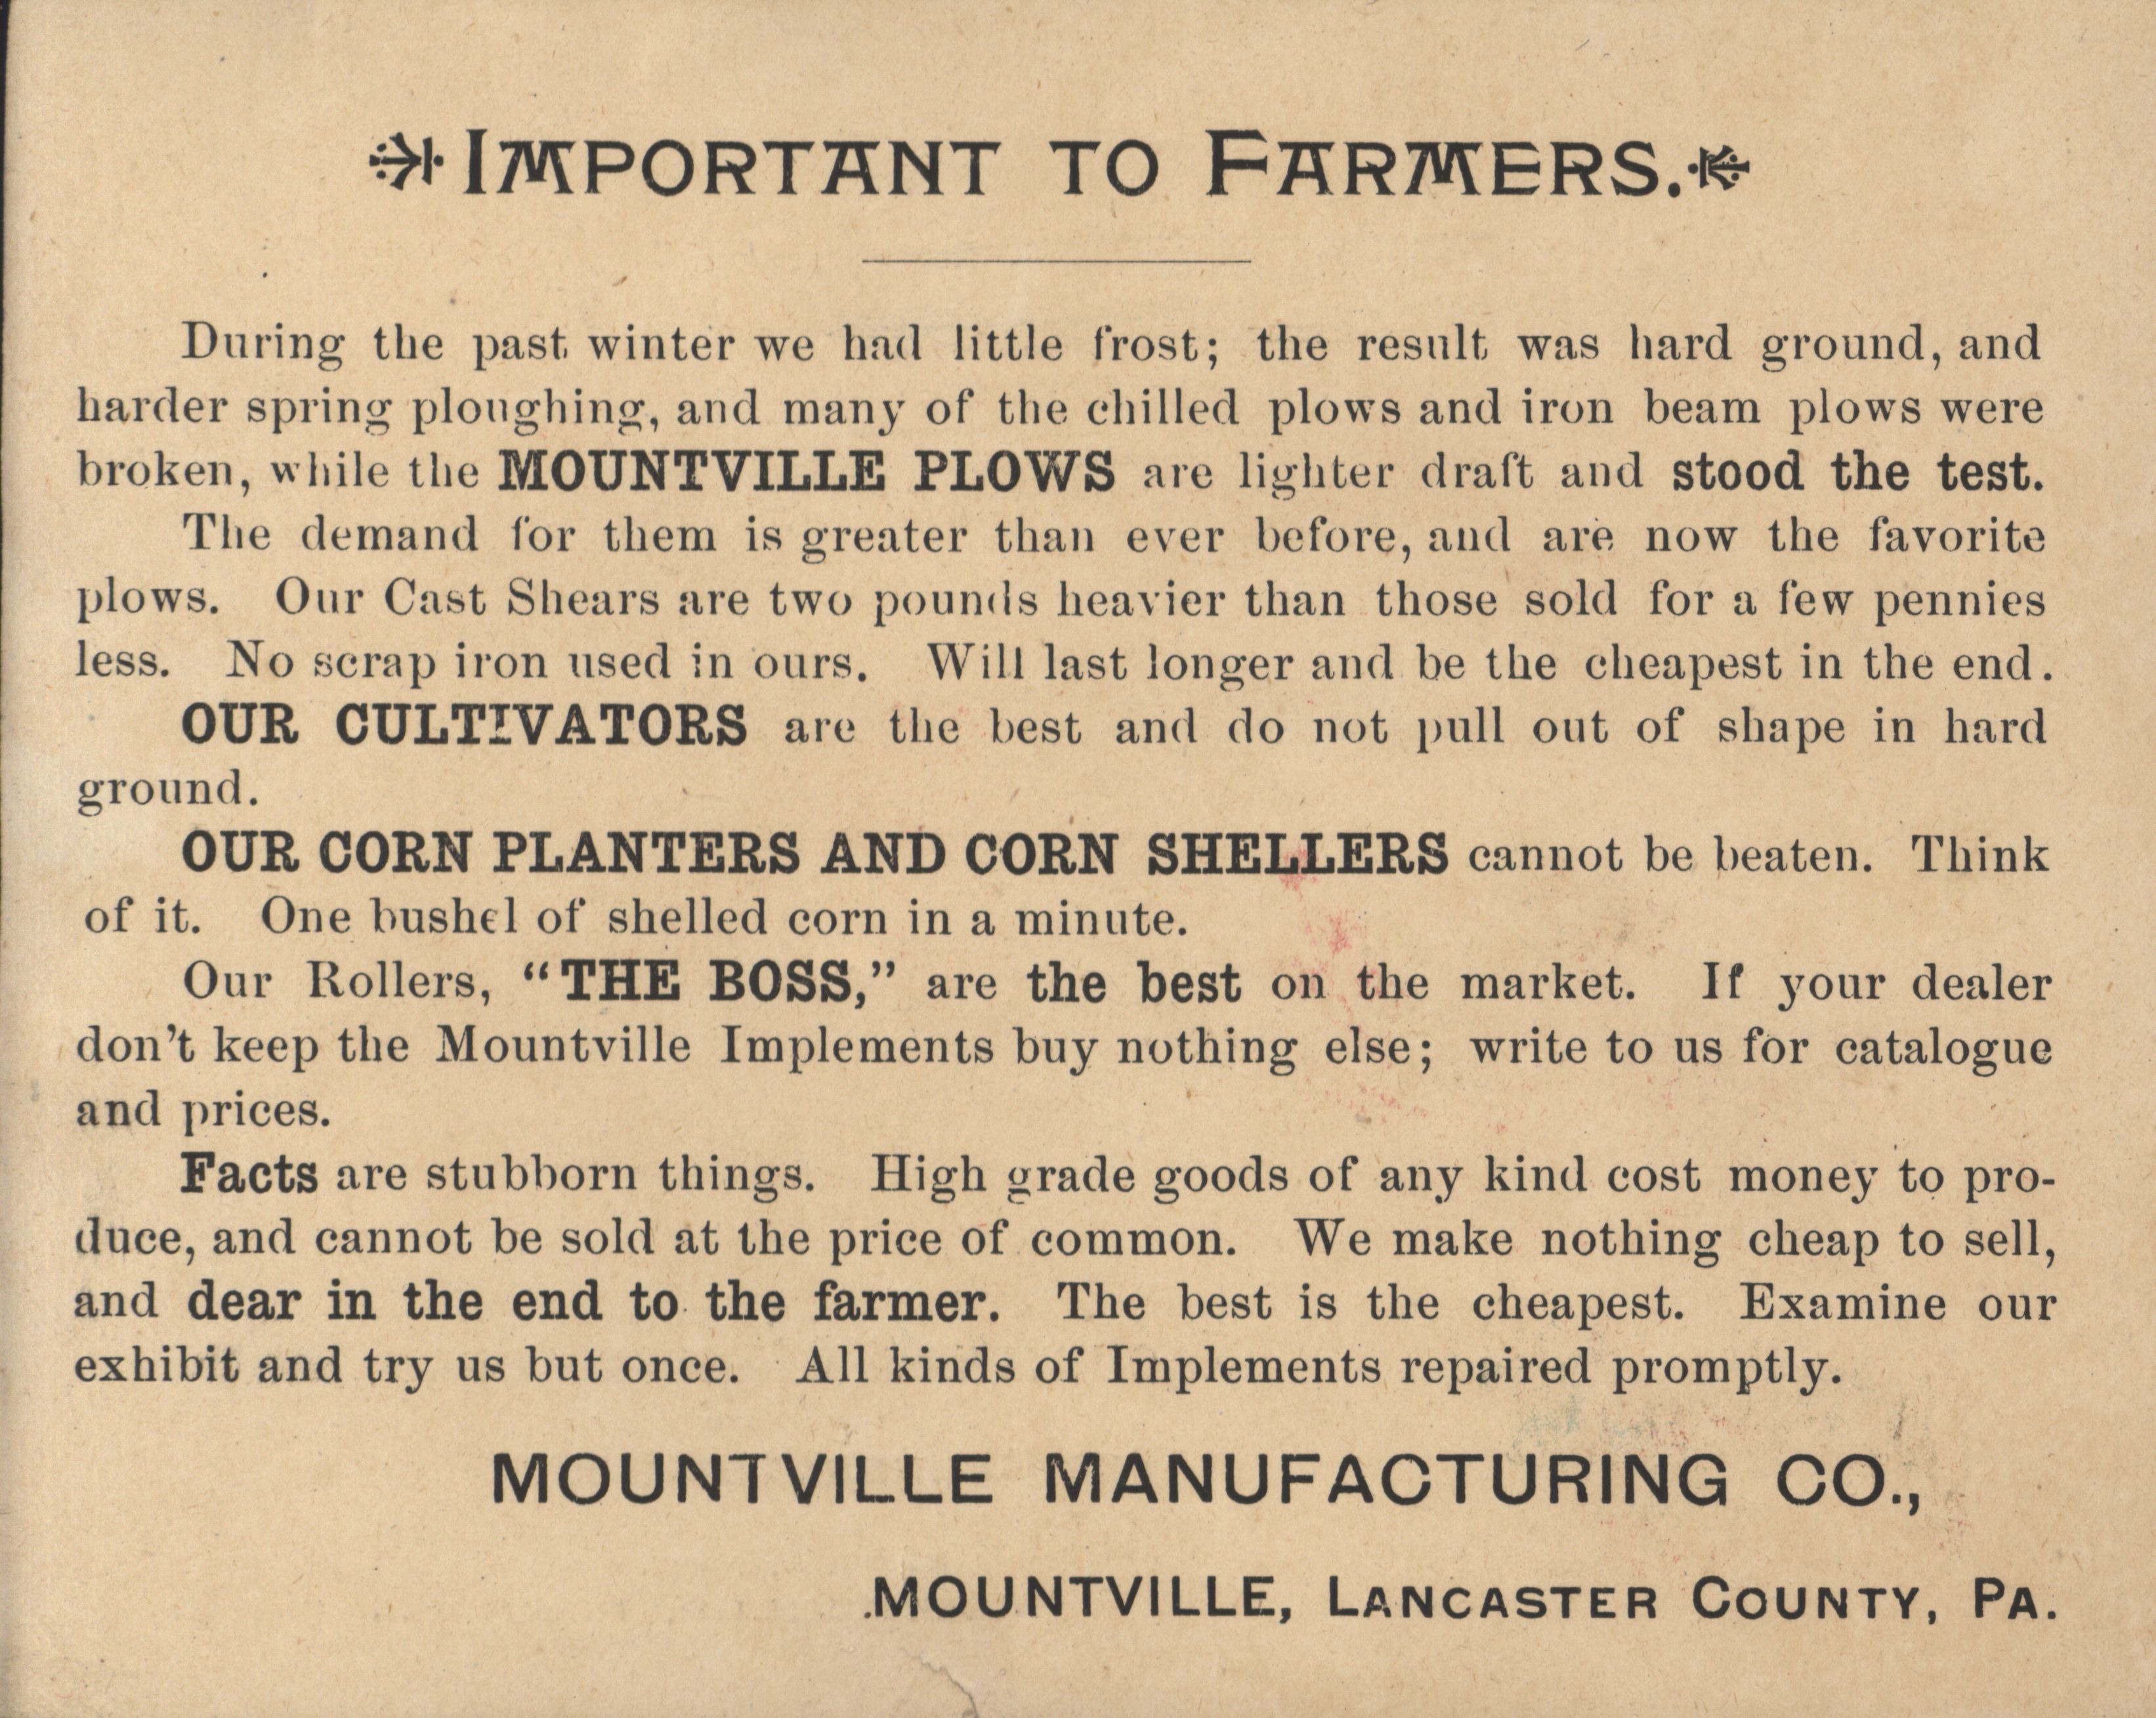 IMPORTANT TO FARMERS.
During the past winter we had little frost; the result was hard ground, and
harder spring ploughing, and many of the chilled plows and iron beam plows were
broken, while the MOUNTVILLE PLOWS are lighter draft and stood the test.
The demand for them is greater than ever before, and are now the favorite
plows. Our Cast Shears are two pounds heavier than those sold for a few pennies
less. No scrap iron used in ours. Will last longer and be the cheapest in the end.
OUR CULTIVATORS are the best and do not pull out of shape in hard
ground.
OUR CORN PLANTERS AND CORN SHELLERS cannot be beaten. Think
of it. One bushel of shelled corn in a minute.
Our Rollers, “THE BOSS,” are the best on the market. If your dealer
don’t keep the Mountville Implements buy nothing else; write to us for catalogue
and prices.
Facts are stubborn things. High grade goods of any kind cost money to pro-
duce, and cannot be sold at the price of common. We make nothing cheap to sell,
and dear in the end to the farmer. The best is the cheapest. Examine our
exhibit and try us but once. All kinds of Implements repaired promptly.
MOUNTVILLE MANUFACTURING CO.,
MOUNTVILLE, LANCASTER COUNTY, PA.